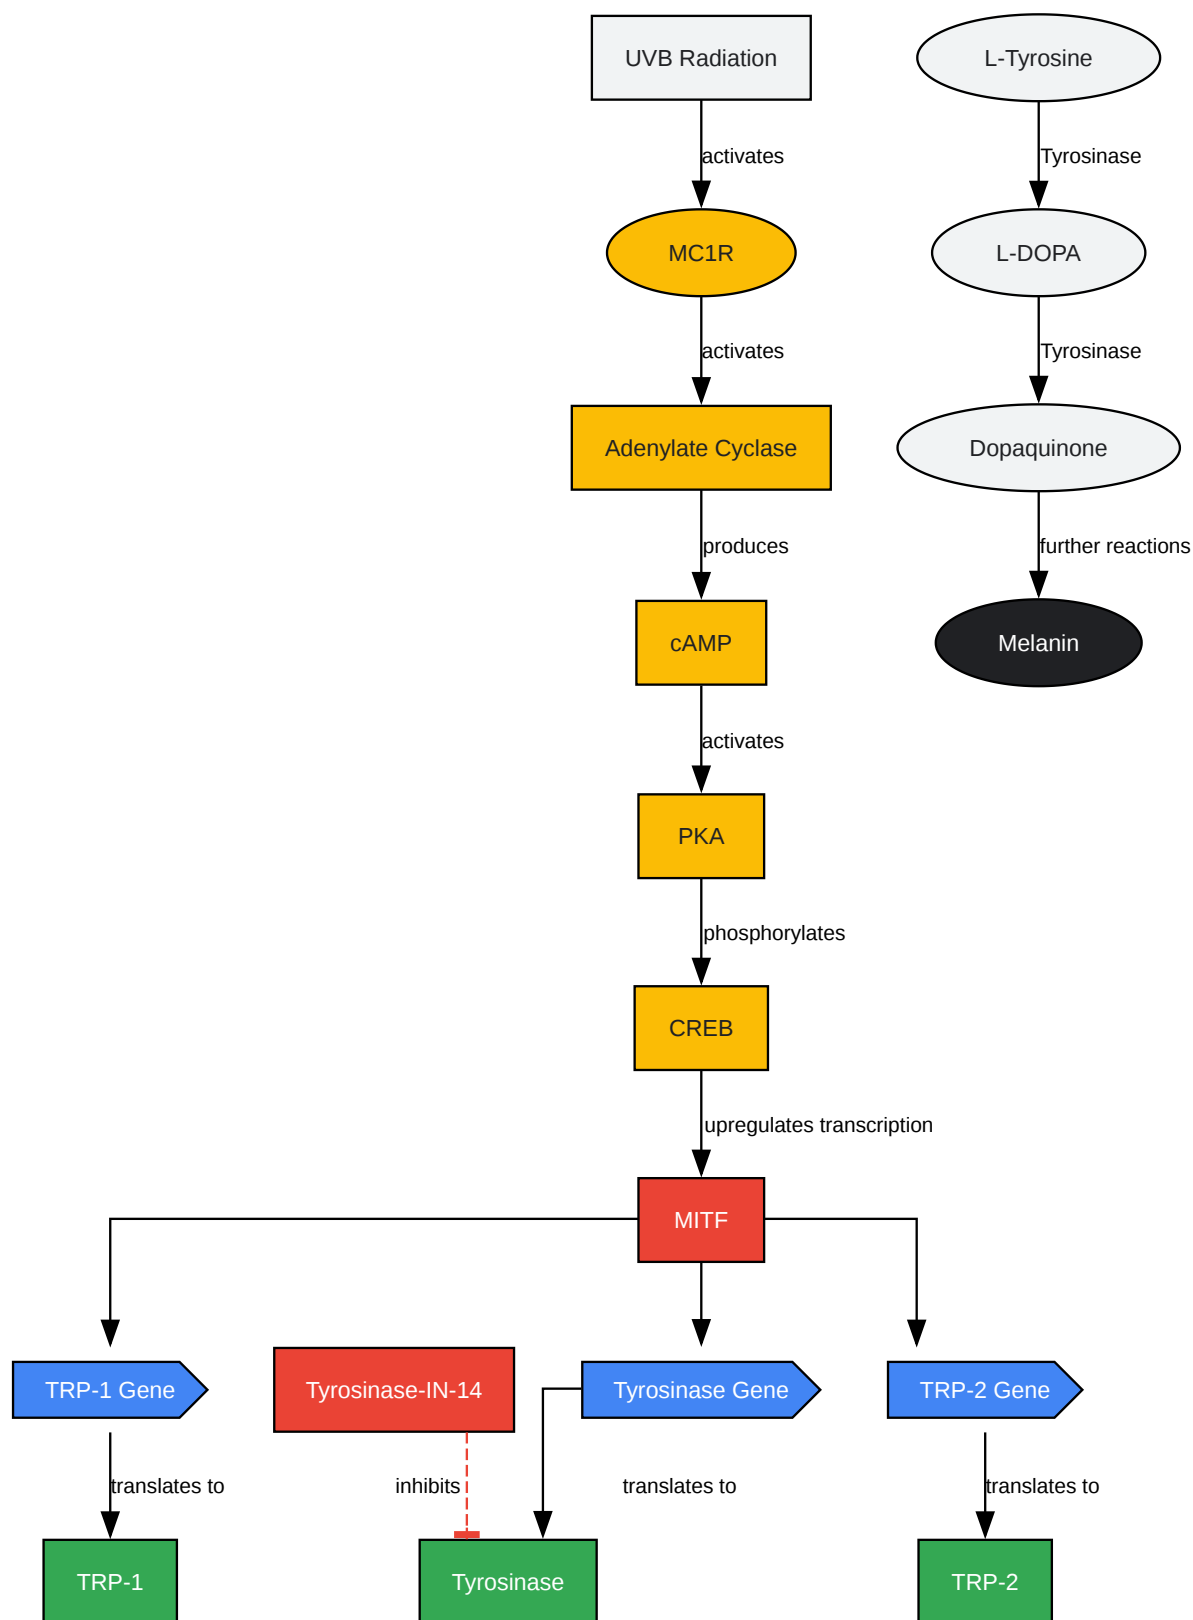 UVB Radiation
L-Tyrosine
activates
Tyrosinase
MC1R
L-DOPA
activates
Tyrosinase
Adenylate Cyclase
Dopaquinone
produces
further reactions
cAMP
Melanin
activates
PKA
phosphorylates
CREB
upregulates transcription
MITF
TRP-1 Gene
Tyrosinase-IN-14
Tyrosinase Gene
TRP-2 Gene
translates to
inhibits
translates to
translates to
TRP-1
Tyrosinase
TRP-2